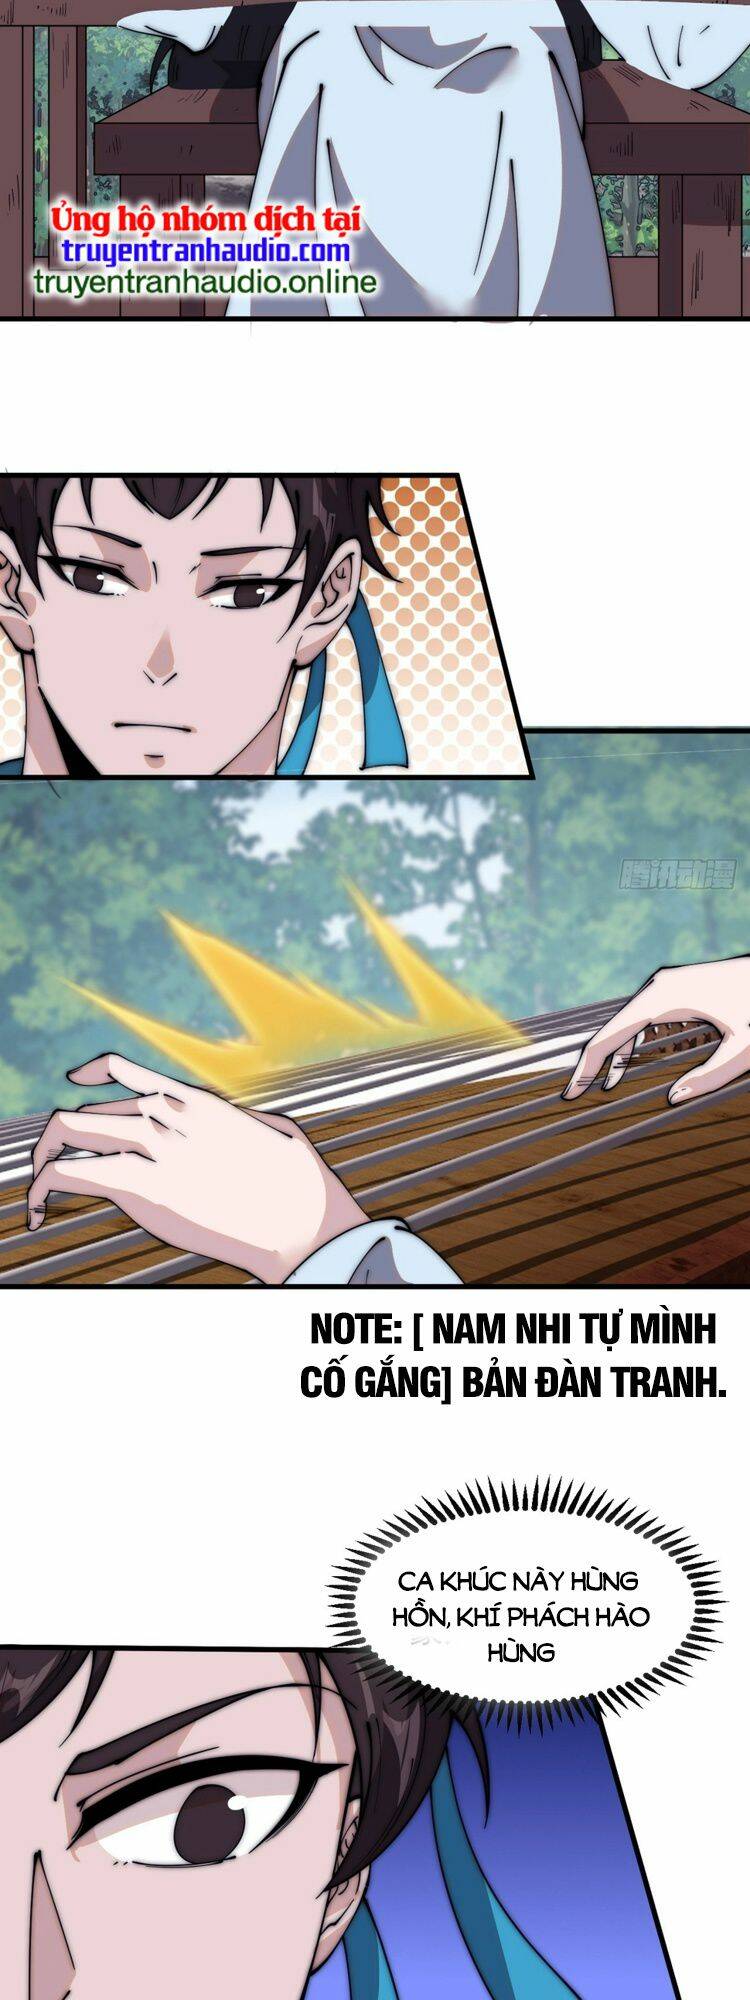 Ủng hộ nhóm dịch tại
truyentranhaudio.com
truyentranhaudio.online
腾讯动漫
NOTE: [ NAM NHI TỰ MÌNH
CỐ GẮNG] BẢN ĐÀN TRANH.
CA KHÚC NÀY HÙNG
HỒN, KHÍ PHÁCH HÀO
HÙNG